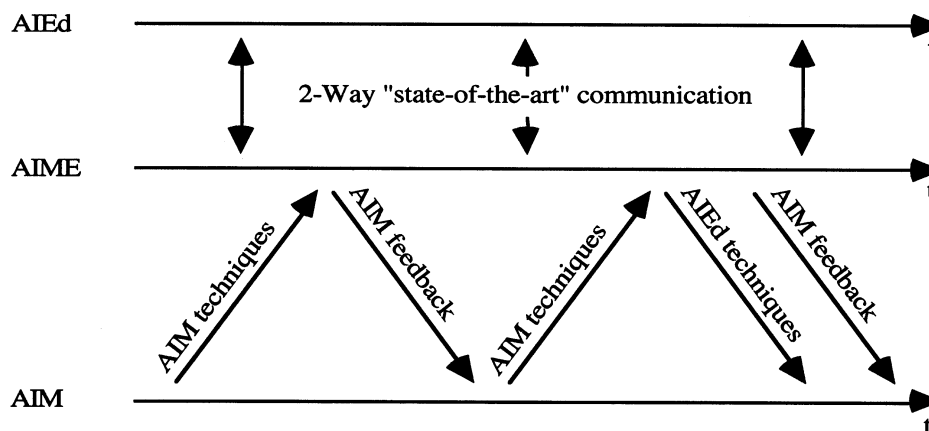 AIEd
2-Way "state-of-the-art" communication
AIME
t
AIM techniques
AIM feedback
AIM techniques
AIEd techniques
AIM feedback
AIM
t